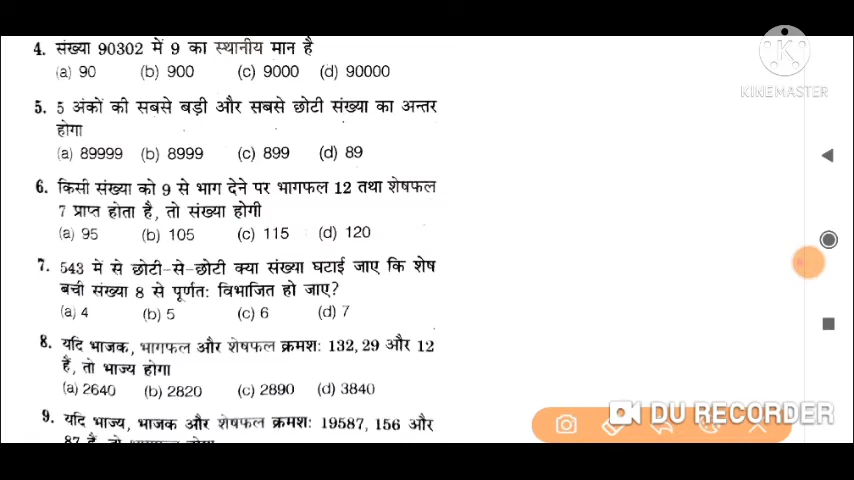 4. संख्या 90302 में 9 का स्थानीय मान है
(a) 90 (b) 900 (c) 9000 (d) 90000
5. 5 अंकों की सबसे बड़ी और सबसे छोटी संख्या का अन्तर
होगा
(a) 89999 (b) 8999 (c) 899 (d) 89
6. किसी संख्या को 9 से भाग देने पर भागफल 12 तथा शेषफल
7 प्राप्त होता है, तो संख्या होगी
(a) 95 (b) 105 (c) 115 (d) 120
7. 543 में से छोटी-से-छोटी क्या संख्या घटाई जाए कि शेष
बची संख्या 8 से पूर्णतः विभाजित हो जाए?
(a) 4 (b) 5 (c) 6 (d) 7
8. यदि भाजक, भागफल और शेषफल क्रमशः 132, 29 और 12
हैं, तो भाज्य होगा
(a) 2640 (b) 2820 (c) 2890 (d) 3840
9. यदि भाज्य, भाजक और शेषफल क्रमशः 19587, 156 और
87 हैं, तो भागफल होगा
K
KINEMASTER
DU RECORDER